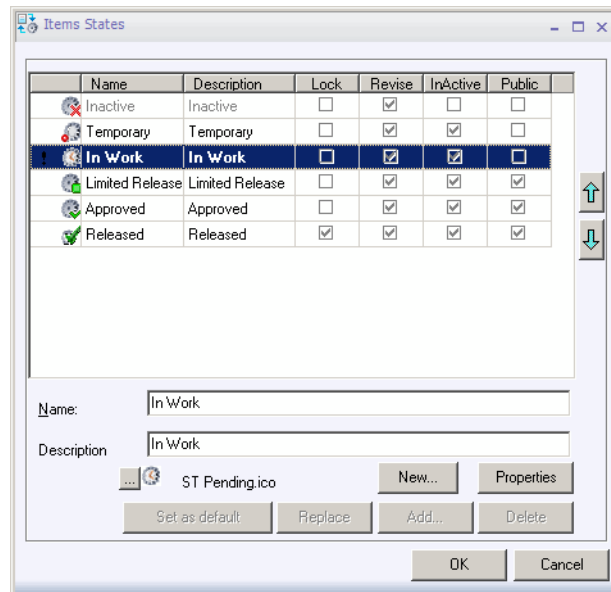 Items States
Name Description Lock Revise InActive Public
Inactive Inactive
Temporary Temporary
In Work In Work
Limited Release Limited Release
Approved Approved
Released Released
Name: In Work
Description In Work
... ST Pending.ico New... Properties
Set as default Replace Add... Delete
OK Cancel